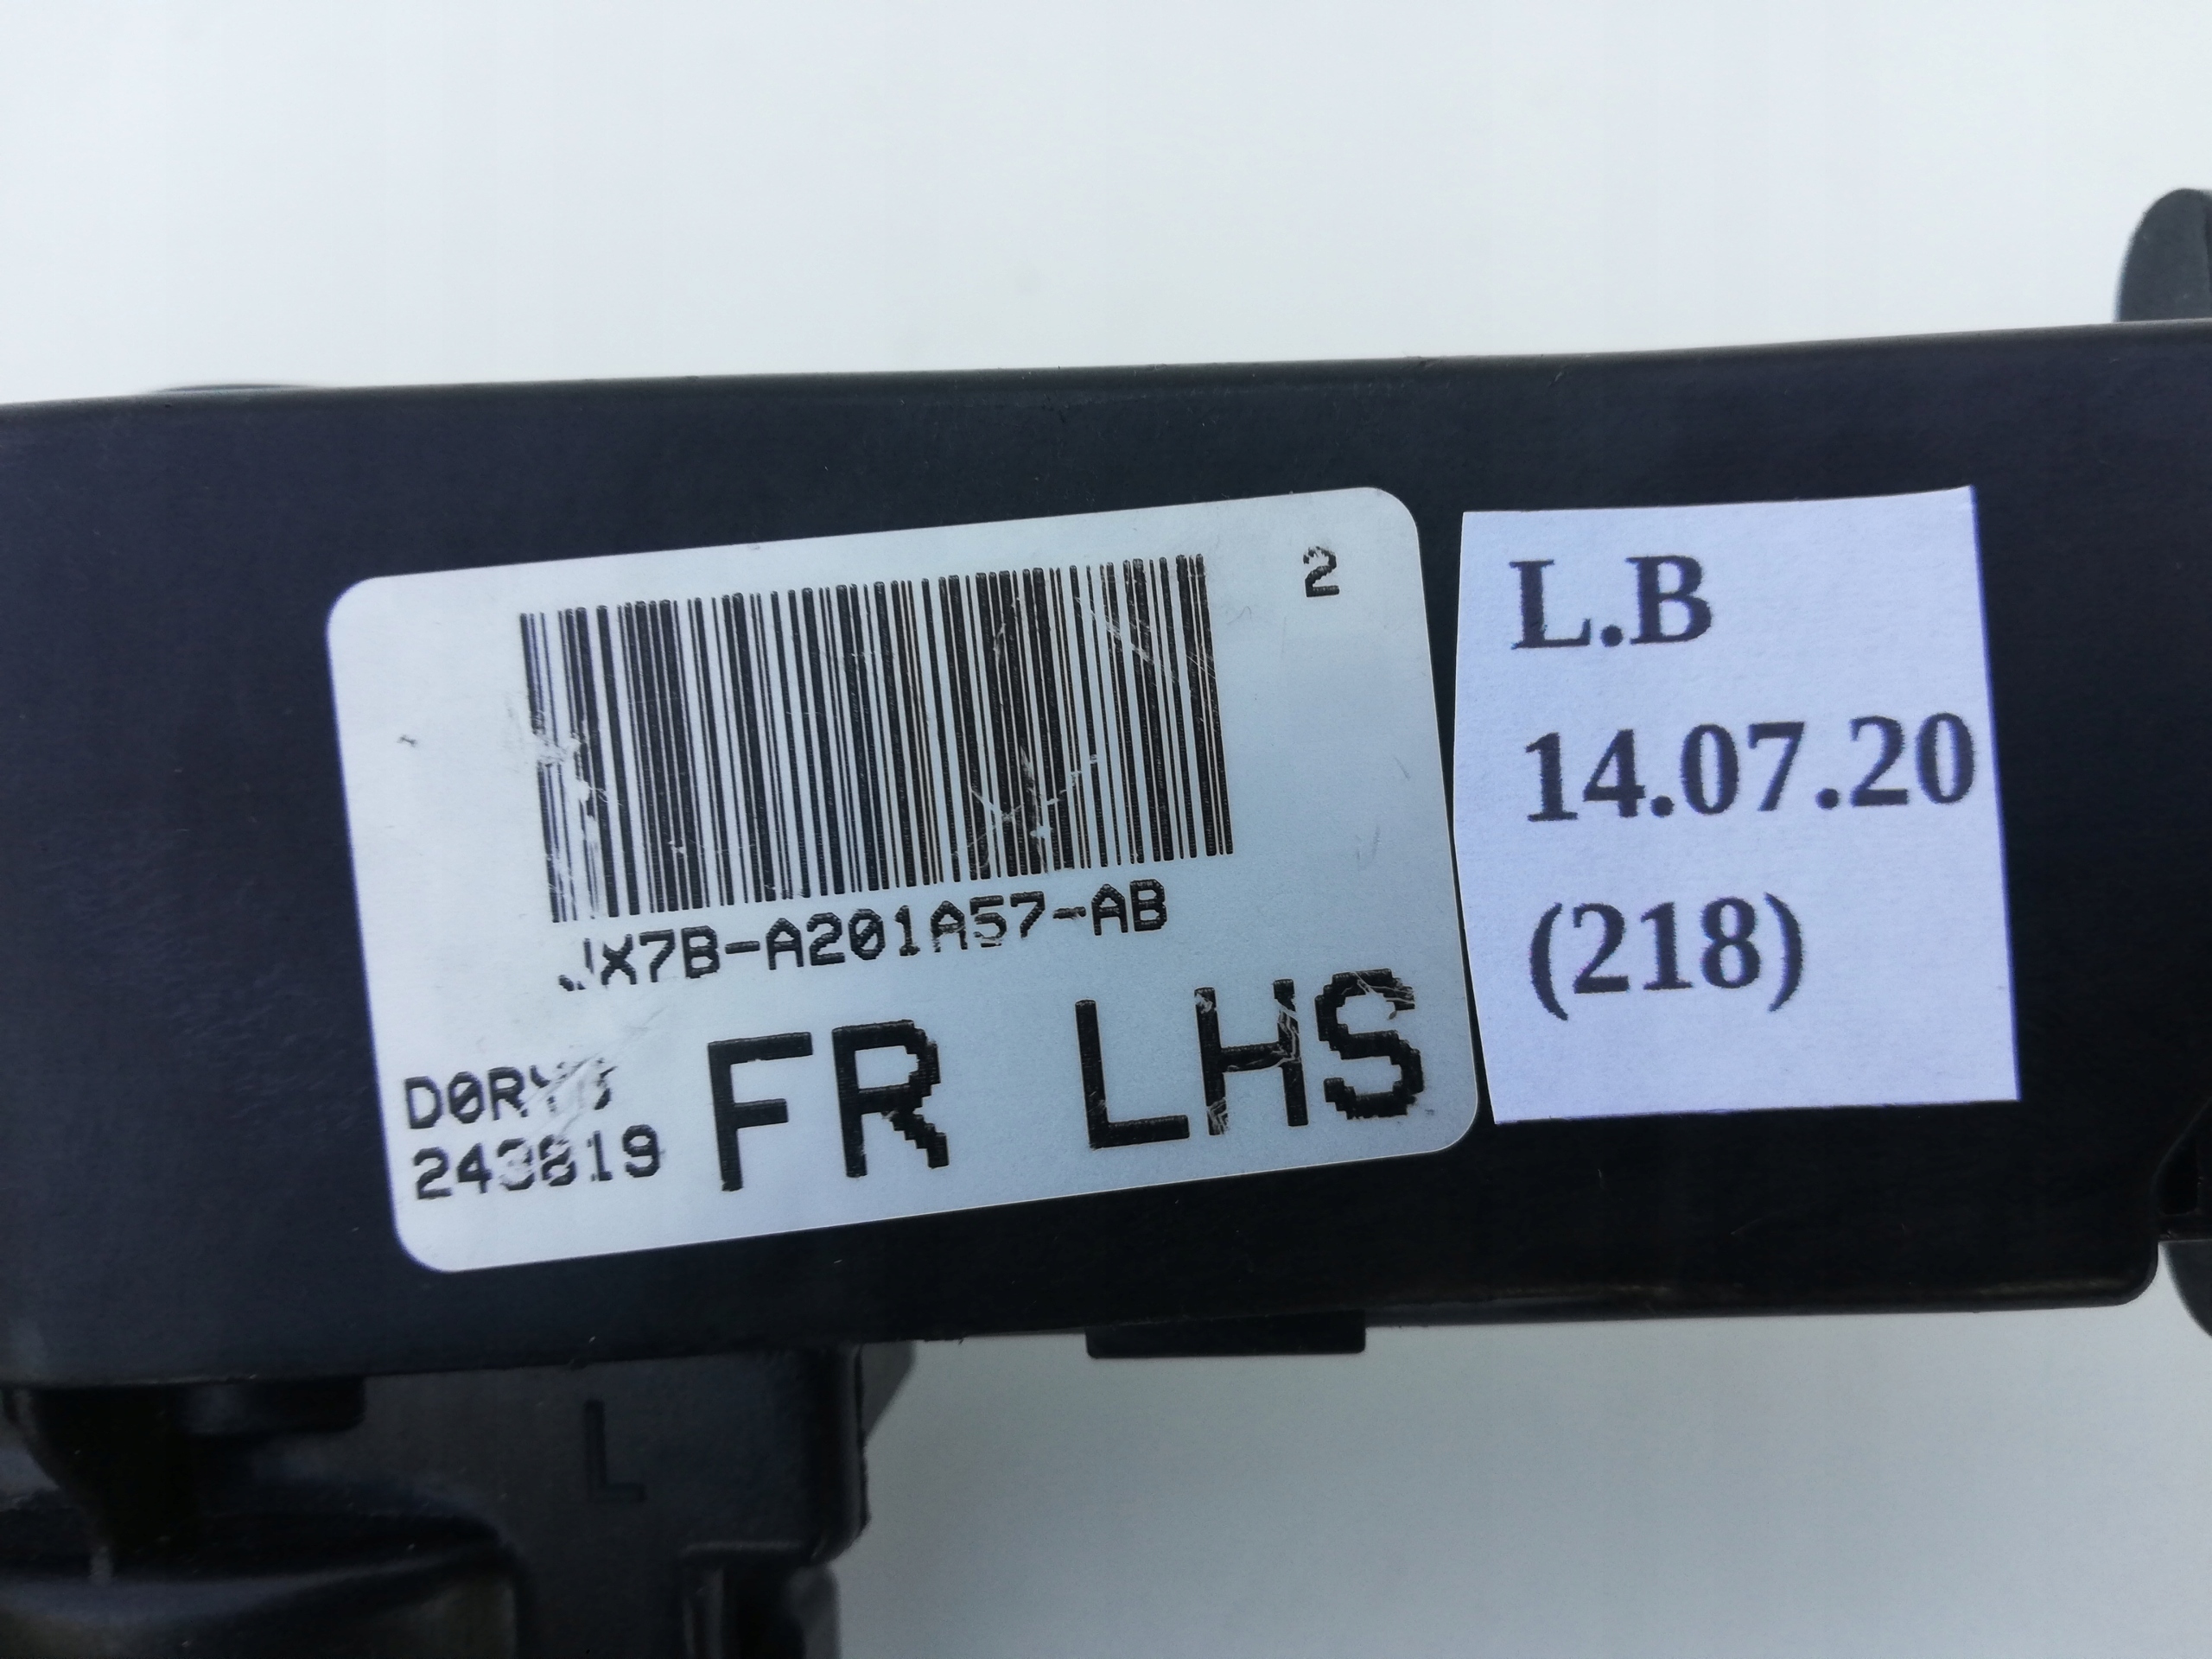 2
JX7B-A201A57-AB
FR LHS
243819
L.B
14.07.20
(218)
L